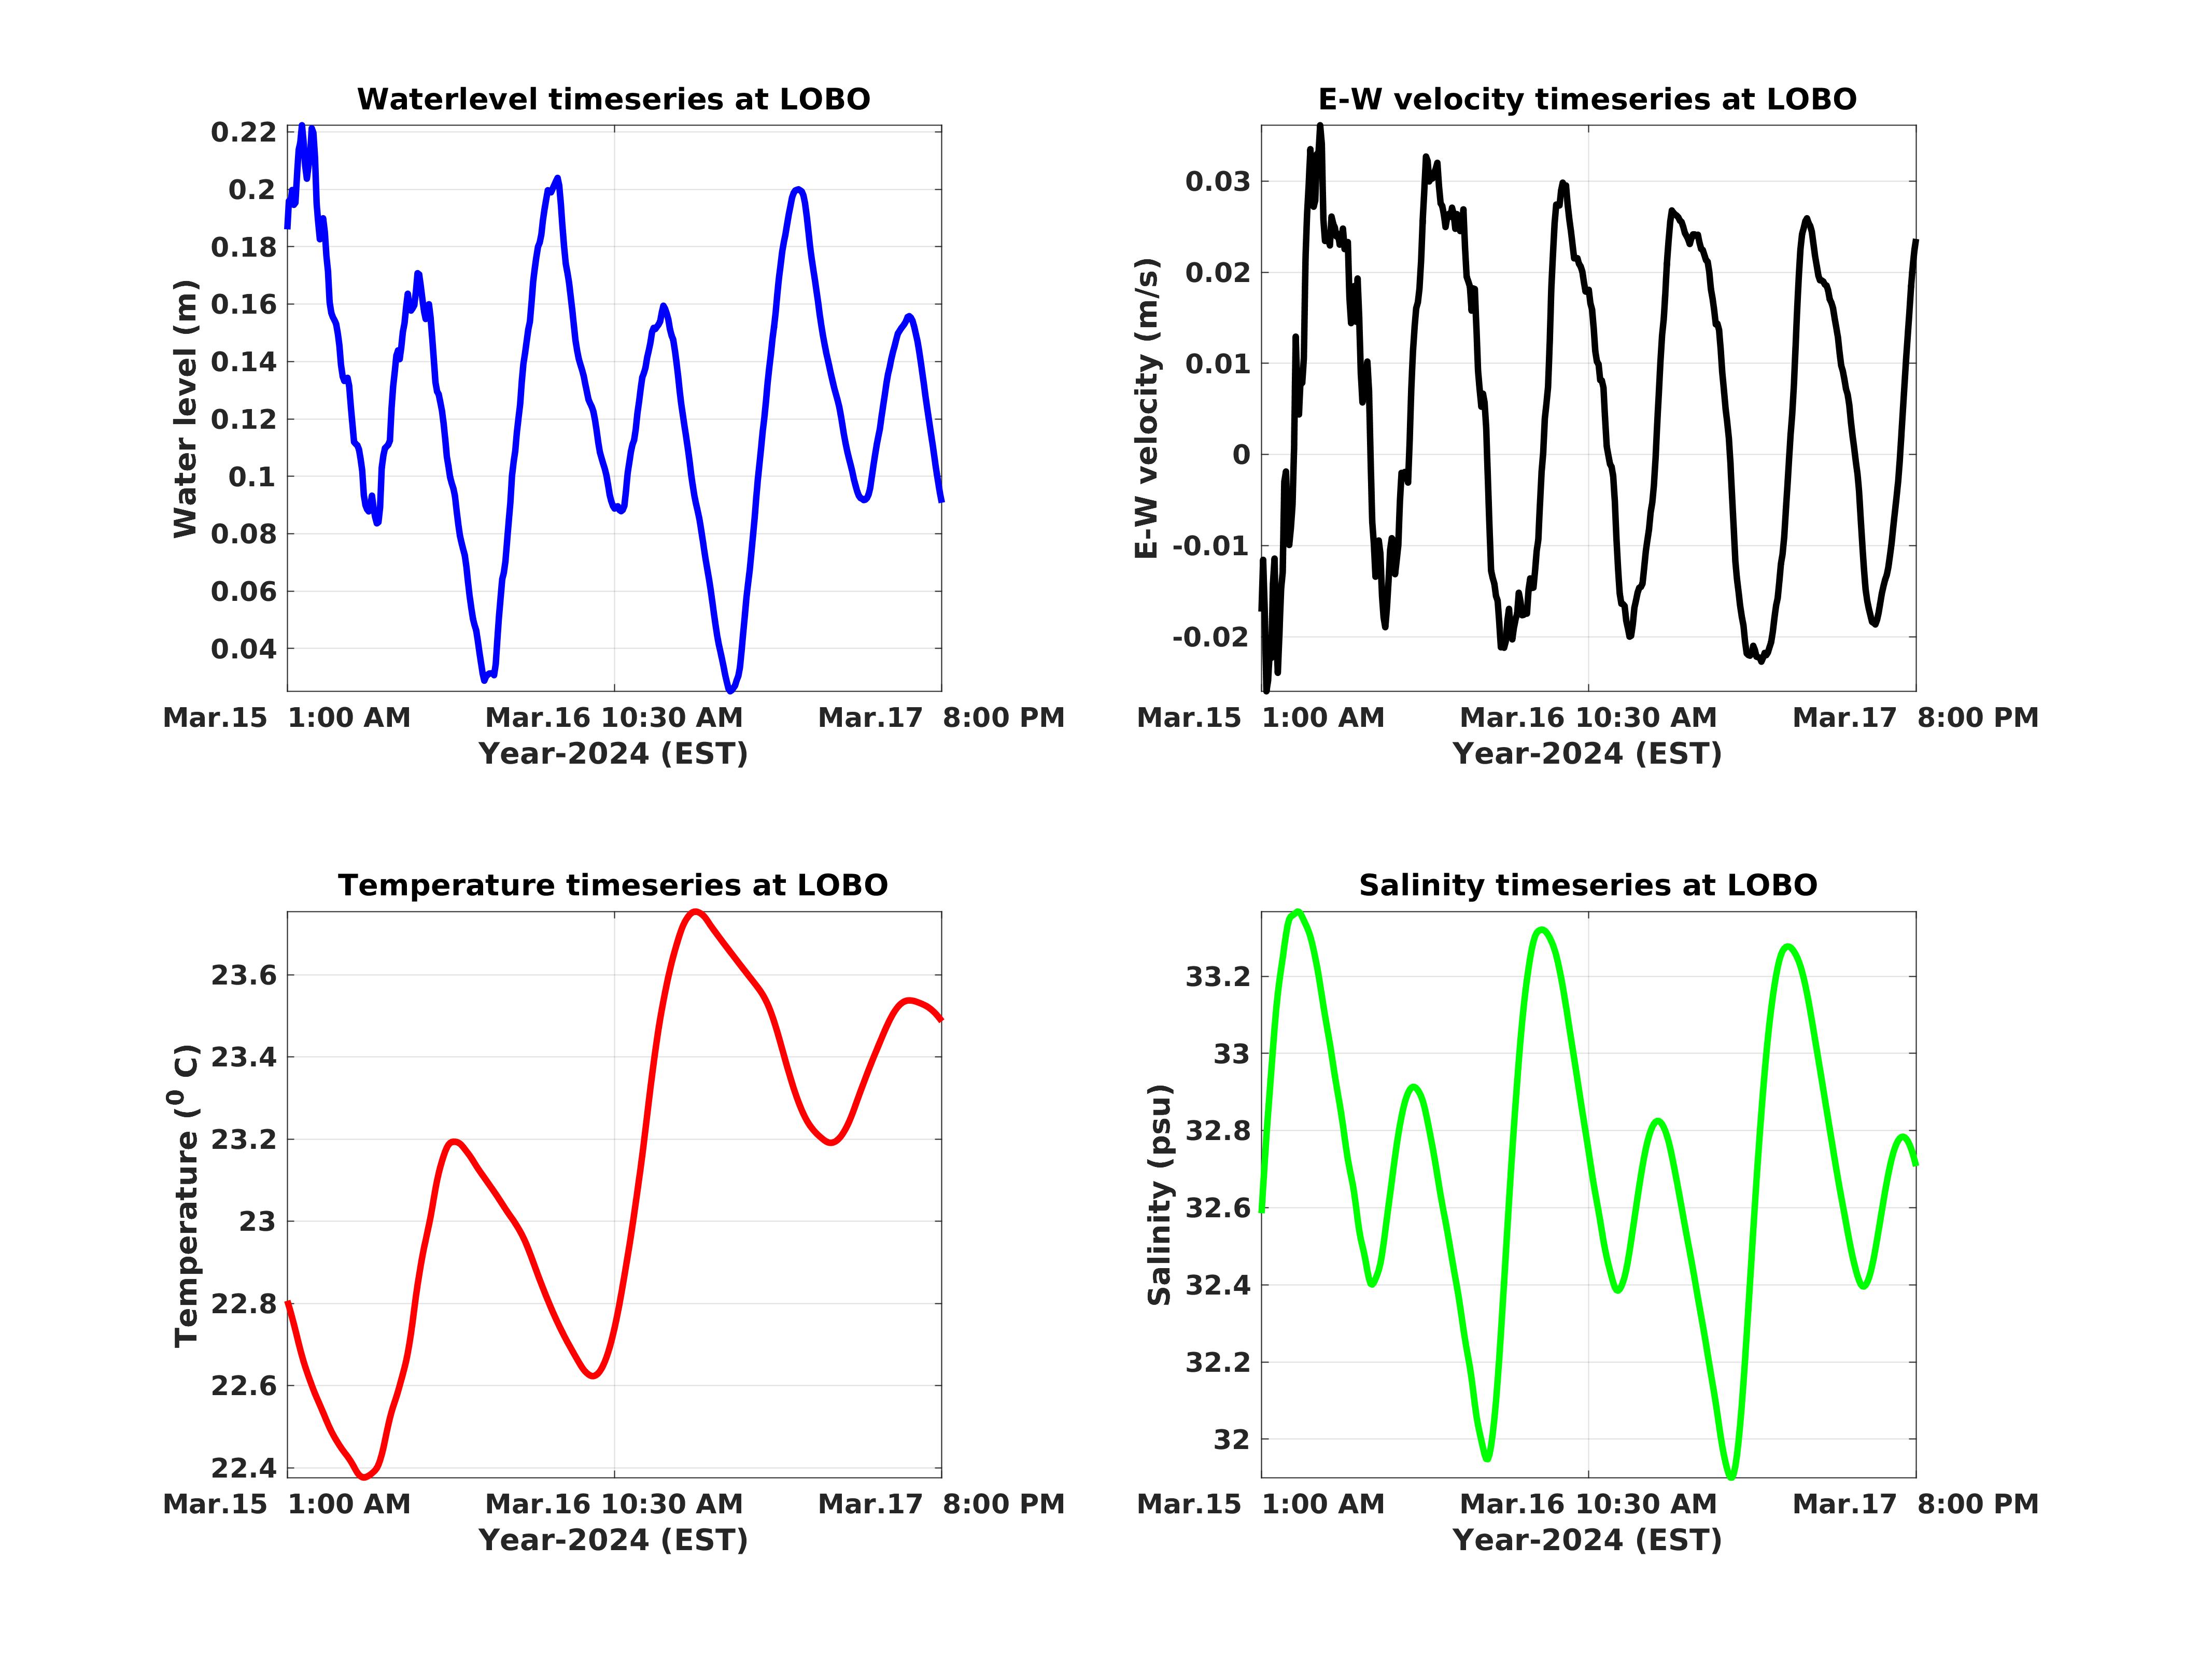 Waterlevel timeseries at LOBO
0.22
0.2
0.18
0.16
0.14
0.12
0.1
0.08
0.06
0.04
Water level (m)
Mar.15 1:00 AM Mar.16 10:30 AM Mar.17 8:00 PM
Year-2024 (EST)
E-W velocity timeseries at LOBO
0.03
0.02
0.01
0
-0.01
-0.02
E-W velocity (m/s)
Mar.15 1:00 AM Mar.16 10:30 AM Mar.17 8:00 PM
Year-2024 (EST)
Temperature timeseries at LOBO
23.6
23.4
23.2
23
22.8
22.6
22.4
Temperature (⁰ C)
Mar.15 1:00 AM Mar.16 10:30 AM Mar.17 8:00 PM
Year-2024 (EST)
Salinity timeseries at LOBO
33.2
33
32.8
32.6
32.4
32.2
32
Salinity (psu)
Mar.15 1:00 AM Mar.16 10:30 AM Mar.17 8:00 PM
Year-2024 (EST)